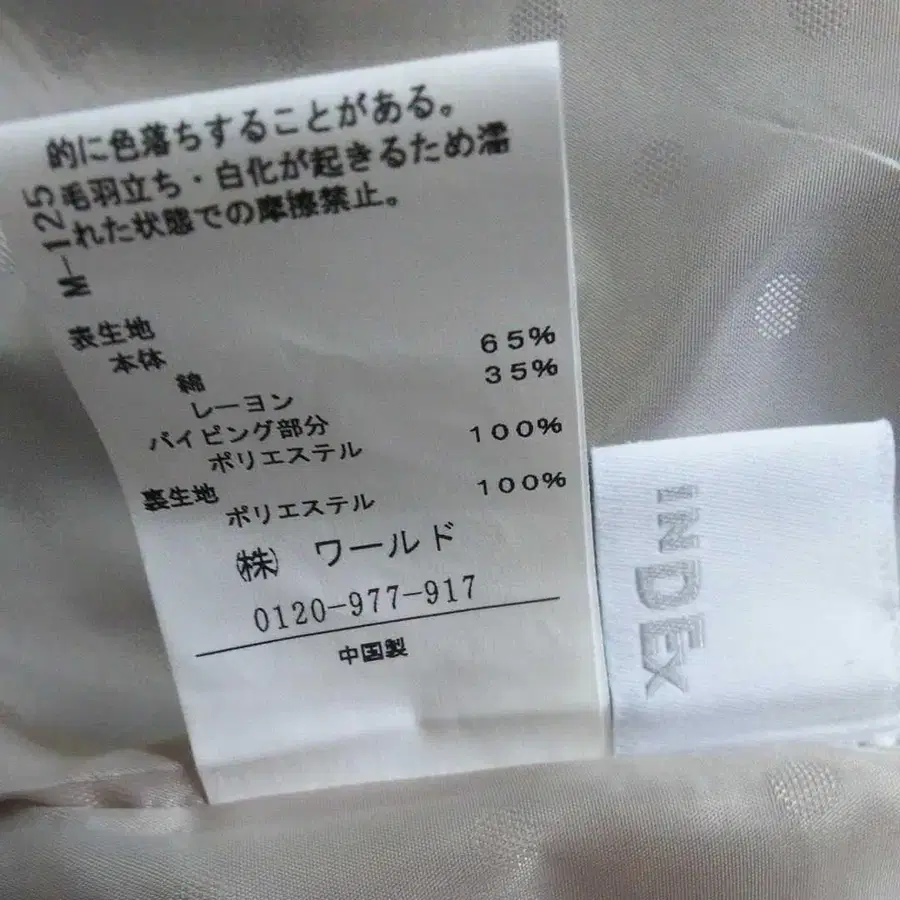 的に色落ちすることがある。
毛羽立ち・白化が起きるため濡
れた状態での摩擦禁止。
M-125
表生地
本体
綿 65%
レーヨン 35%
パイピング部分
ポリエステル 100%
裏生地
ポリエステル 100%
㈱ ワールド
0120-977-917
中国製
INDEX